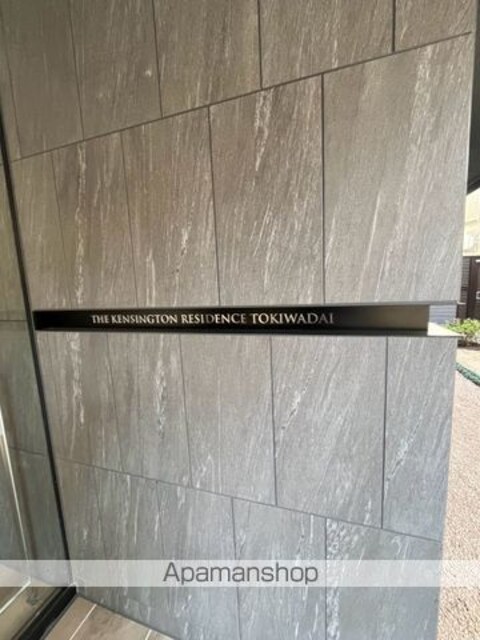 THE KENSINGTON RESIDENCE TOKIWADAI
Apamanshop